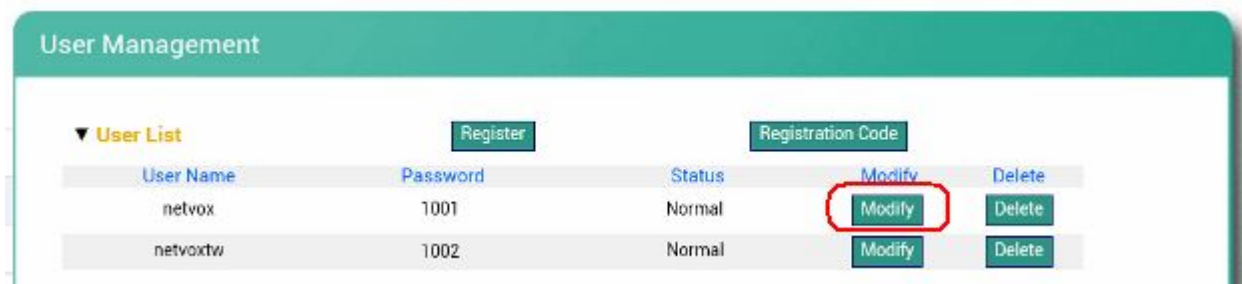 User Management
▼ User List Register Registration Code
User Name Password Status Modify Delete
netvox 1001 Normal Modify Delete
netvoxtw 1002 Normal Modify Delete